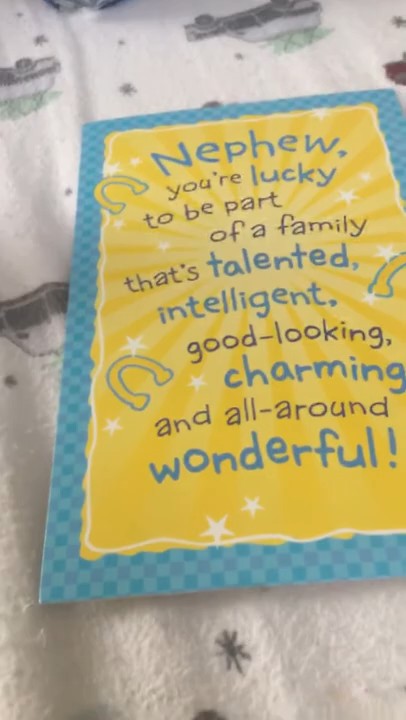 Nephew,
you're lucky
to be part
of a family
that's talented,
intelligent,
good-looking,
charming
and all-around
wonderful!